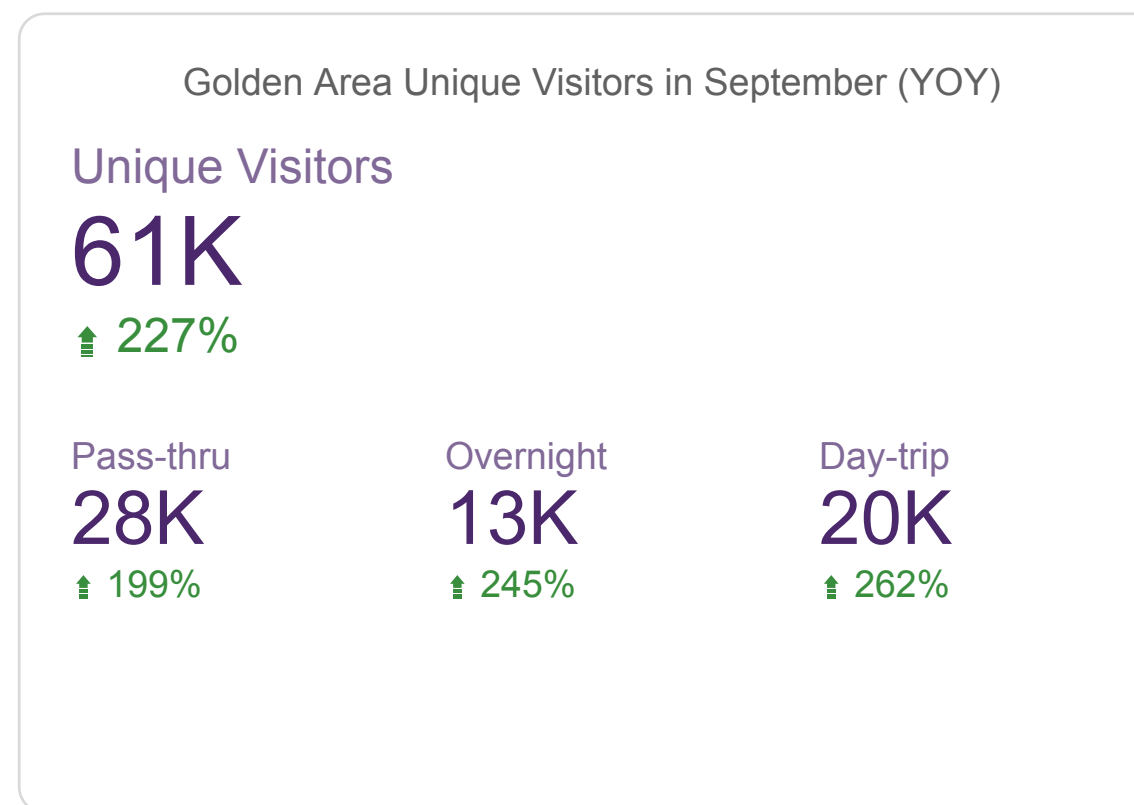 Golden Area Unique Visitors in September (YOY)
Unique Visitors
61K
227%
Pass-thru Overnight Day-trip
28K 13K 20K
199% 245% 262%